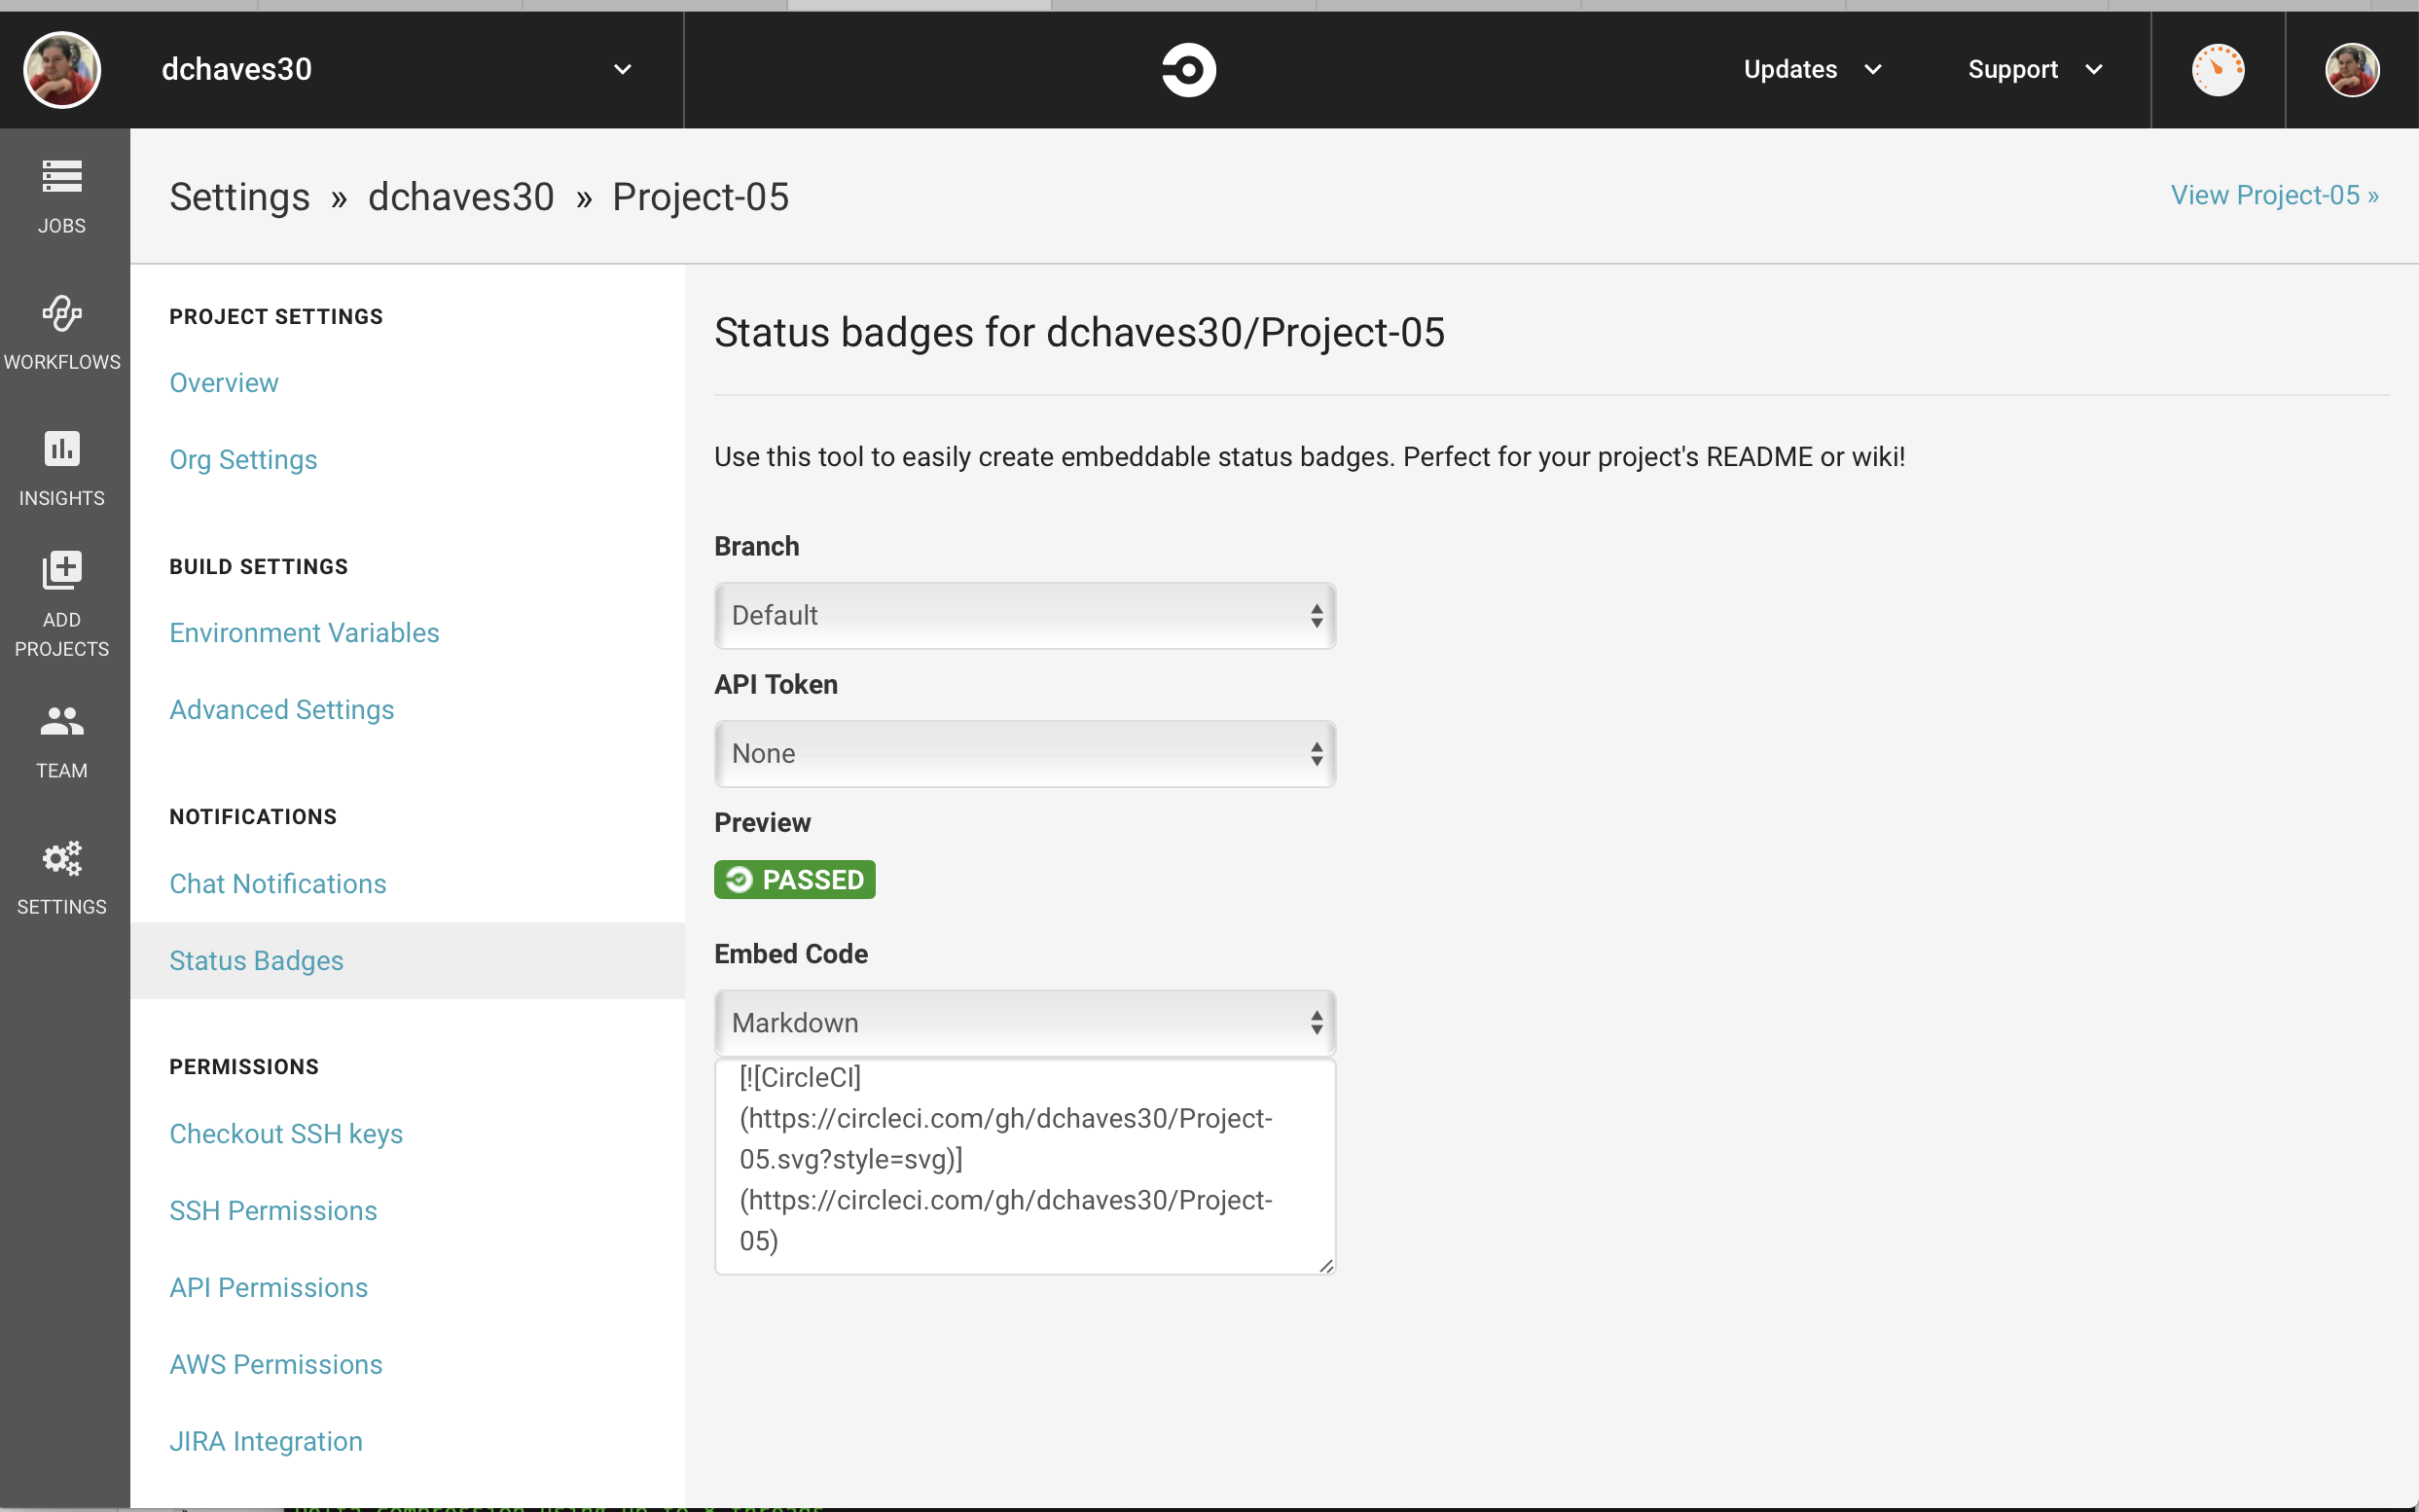 dchaves30
Updates
Support
JOBS
WORKFLOWS
INSIGHTS
ADD
PROJECTS
TEAM
SETTINGS
Settings » dchaves30 » Project-05
View Project-05 »
PROJECT SETTINGS
Overview
Org Settings
BUILD SETTINGS
Environment Variables
Advanced Settings
NOTIFICATIONS
Chat Notifications
Status Badges
PERMISSIONS
Checkout SSH keys
SSH Permissions
API Permissions
AWS Permissions
JIRA Integration
Status badges for dchaves30/Project-05
Use this tool to easily create embeddable status badges. Perfect for your project's README or wiki!
Branch
Default
API Token
None
Preview
PASSED
Embed Code
Markdown
[![CircleCI]
(https://circleci.com/gh/dchaves30/Project-
05.svg?style=svg)]
(https://circleci.com/gh/dchaves30/Project-
05)